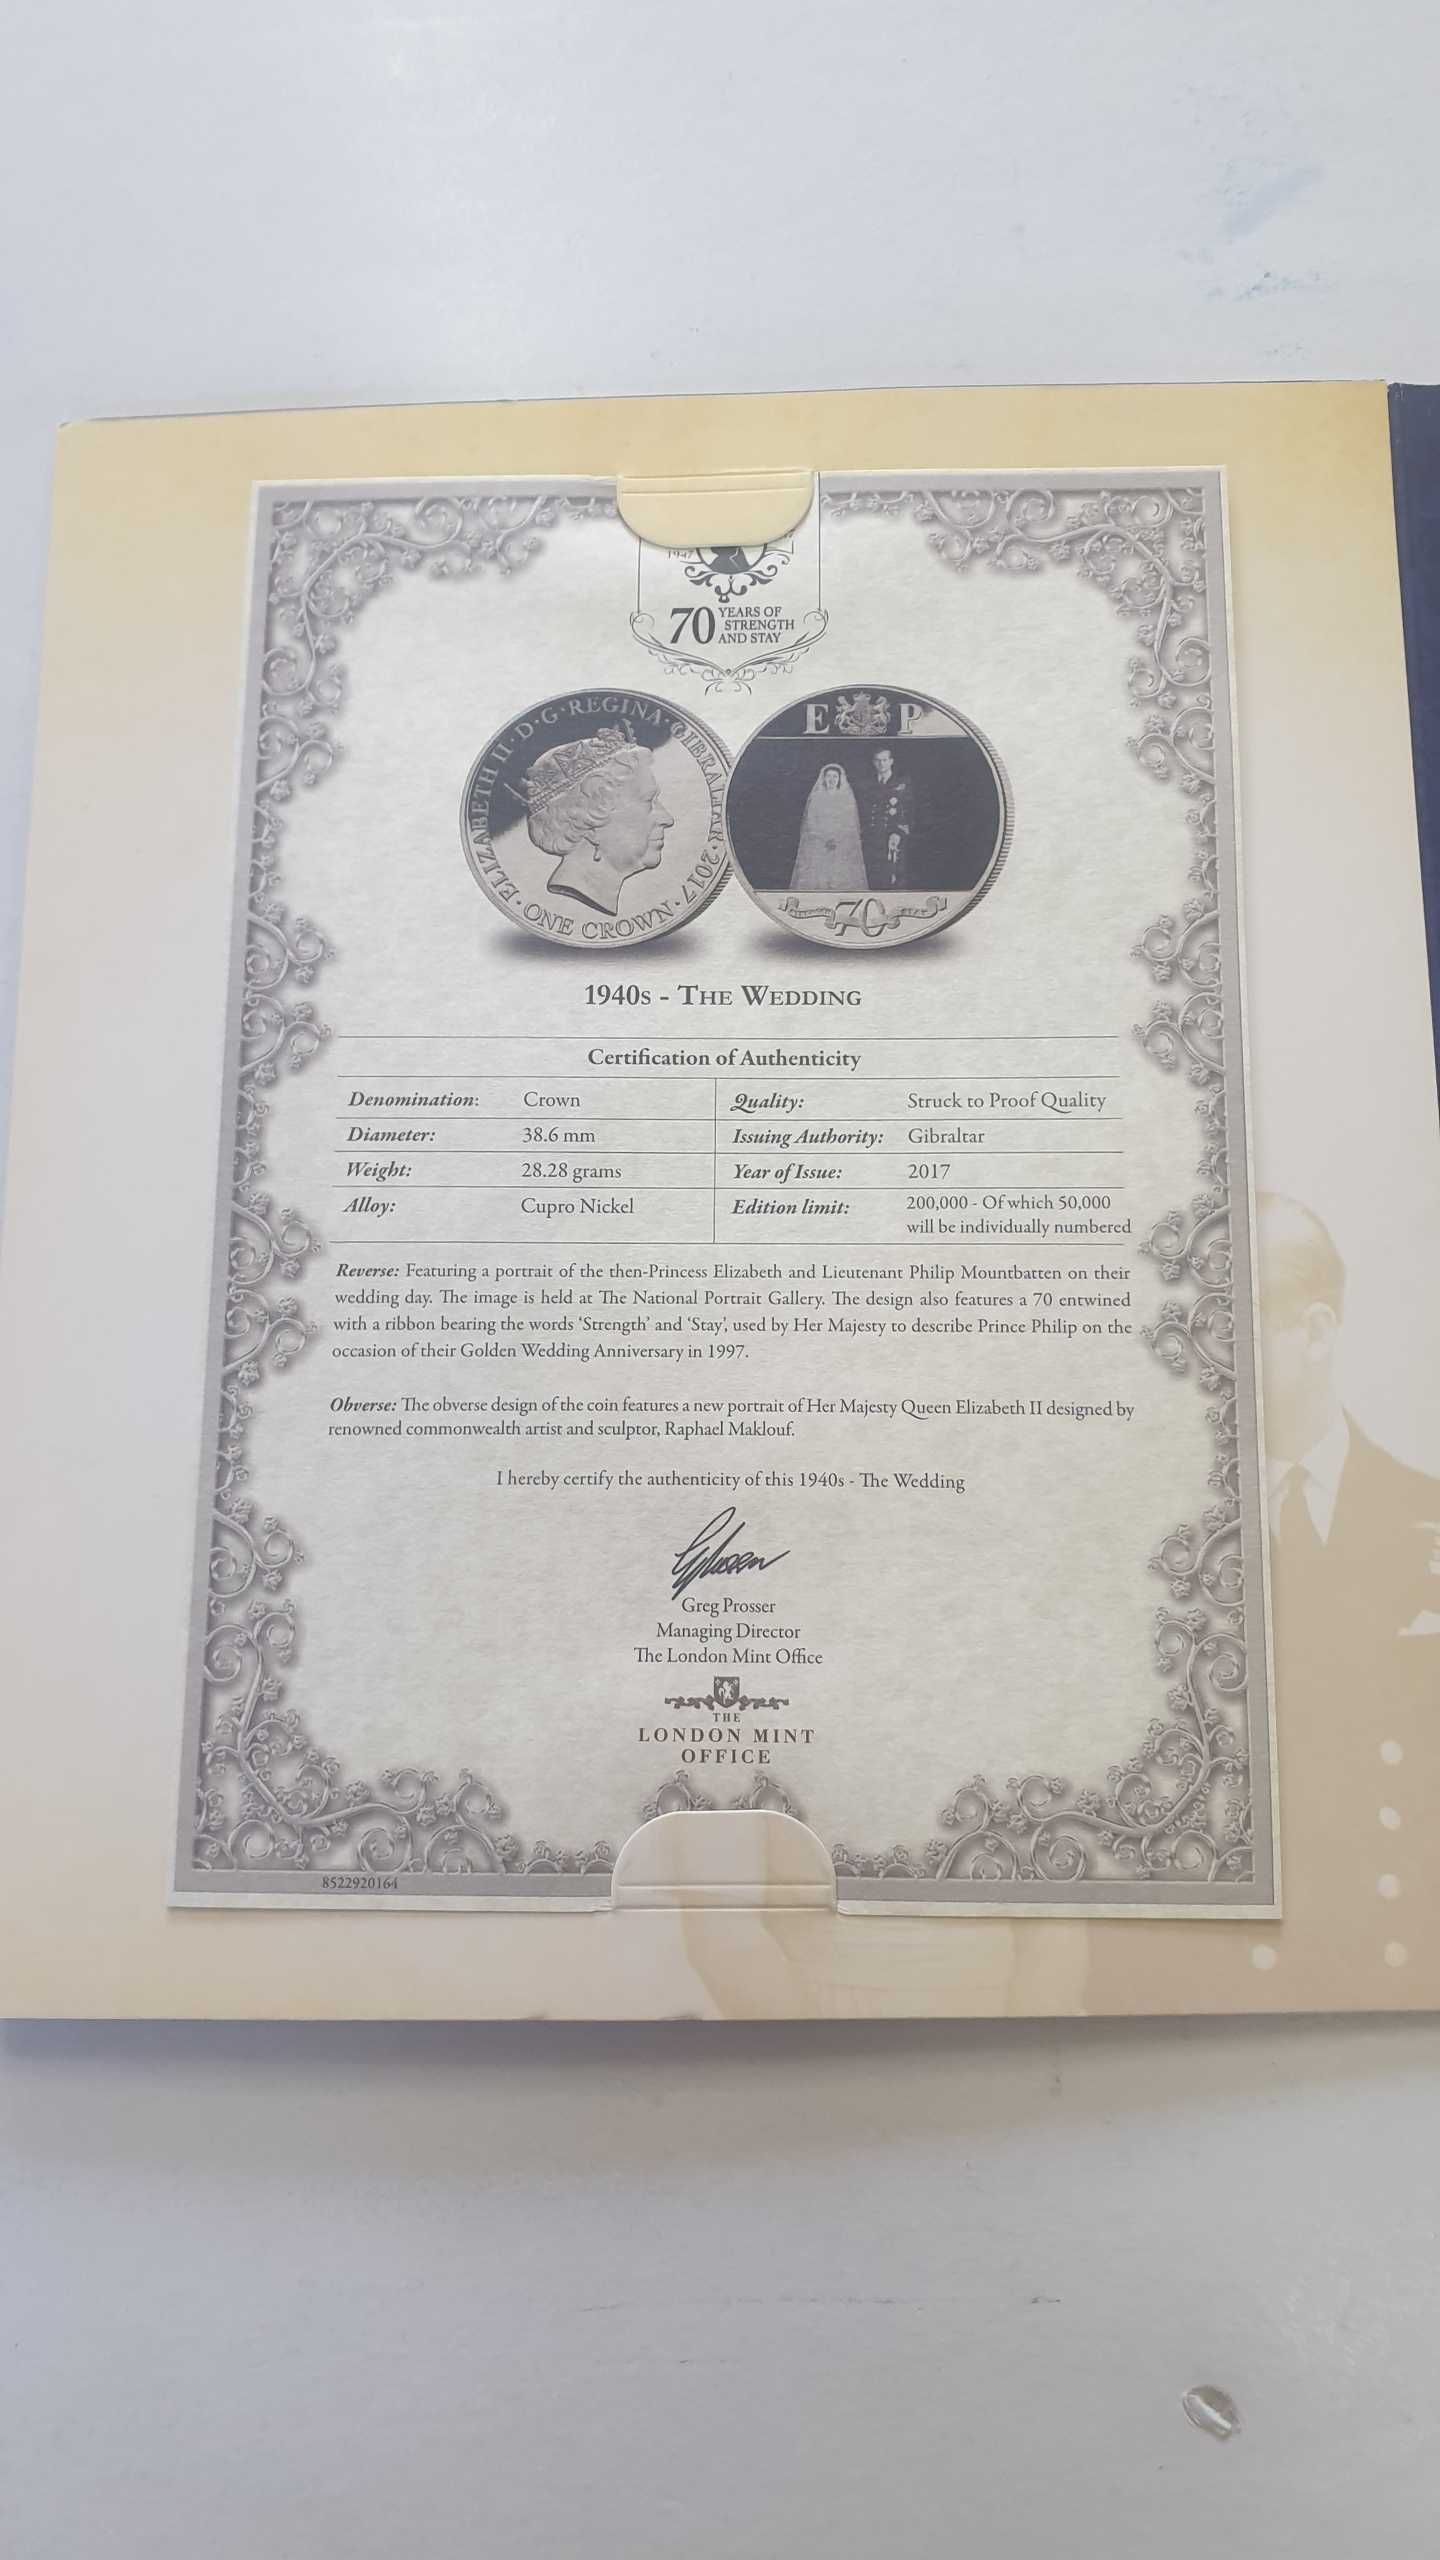 1947
70 YEARS OF
STRENGTH
AND STAY
ELIZABETH II · D · G · REGINA · GIBRALTAR · 2017 · ONE CROWN ·
E P
70
1940s - THE WEDDING
Certification of Authenticity
Denomination: Crown Quality: Struck to Proof Quality
Diameter: 38.6 mm Issuing Authority: Gibraltar
Weight: 28.28 grams Year of Issue: 2017
Alloy: Cupro Nickel Edition limit: 200,000 - Of which 50,000
will be individually numbered
Reverse: Featuring a portrait of the then-Princess Elizabeth and Lieutenant Philip Mountbatten on their
wedding day. The image is held at The National Portrait Gallery. The design also features a 70 entwined
with a ribbon bearing the words ‘Strength’ and ‘Stay’, used by Her Majesty to describe Prince Philip on the
occasion of their Golden Wedding Anniversary in 1997.
Obverse: The obverse design of the coin features a new portrait of Her Majesty Queen Elizabeth II designed by
renowned commonwealth artist and sculptor, Raphael Maklouf.
I hereby certify the authenticity of this 1940s - The Wedding
Greg Prosser
Managing Director
The London Mint Office
THE
LONDON MINT
OFFICE
8522920164